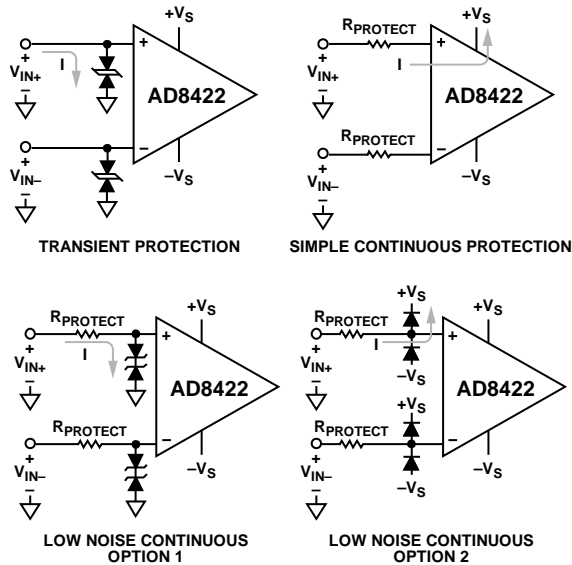 +VS
RPROTECT
+
I
+
VIN+
−
AD8422
−
+
VIN−
−
−VS
TRANSIENT PROTECTION
+VS
RPROTECT
+
I
+
VIN+
−
AD8422
RPROTECT
−
+
VIN−
−
−VS
SIMPLE CONTINUOUS PROTECTION
+VS
RPROTECT
+
I
+
VIN+
−
AD8422
RPROTECT
−
+
VIN−
−
−VS
LOW NOISE CONTINUOUS
OPTION 1
+VS
+VS
RPROTECT
+
I
+
VIN+
−
−VS
AD8422
+VS
RPROTECT
−
+
VIN−
−
−VS
−VS
LOW NOISE CONTINUOUS
OPTION 2